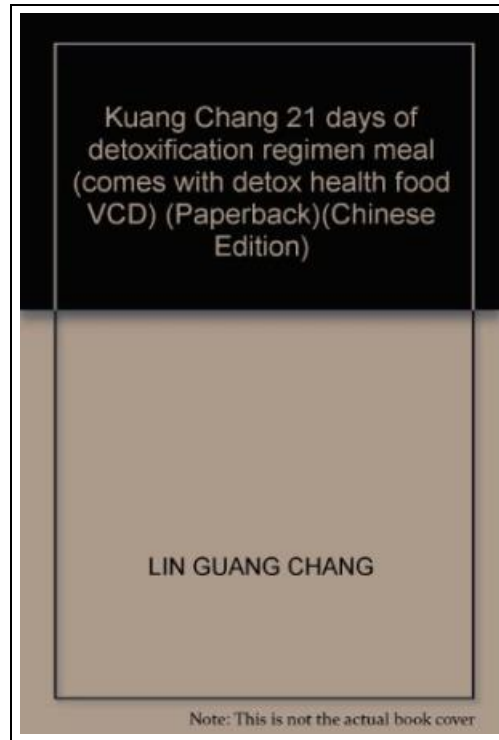 Kuang Chang 21 days of
detoxification regimen meal
(comes with detox health food
VCD) (Paperback)(Chinese
Edition)
LIN GUANG CHANG
Note: This is not the actual book cover